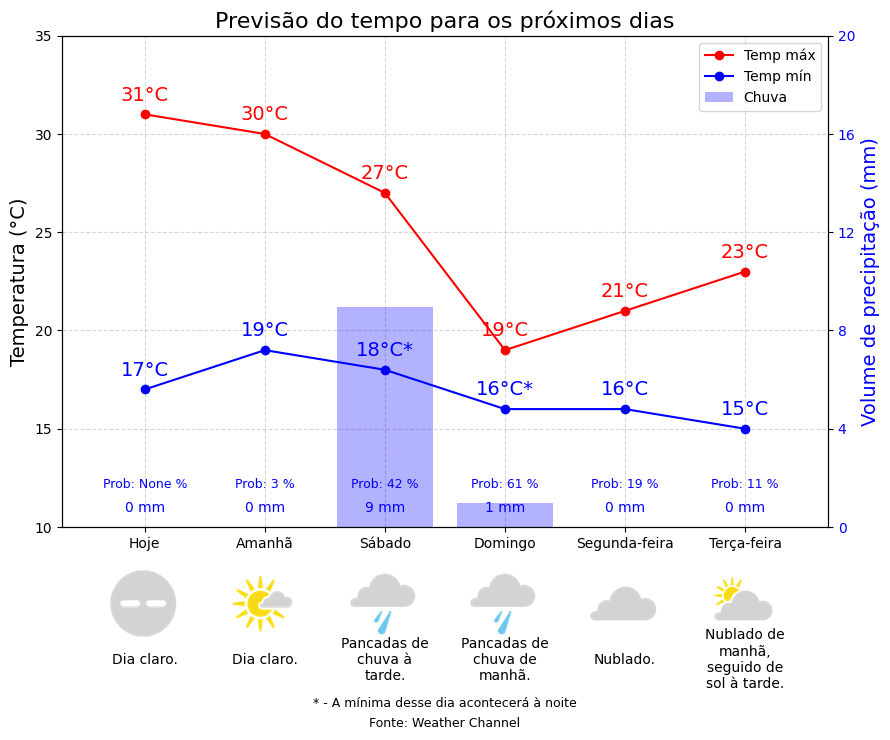 Previsão do tempo para os próximos dias
Temperatura (°C)
Volume de precipitação (mm)
35
30
25
20
15
10
20
16
12
8
4
0
Temp máx
Temp mín
Chuva
31°C
30°C
27°C
19°C
21°C
23°C
17°C
19°C
18°C*
16°C*
16°C
15°C
Prob: None % Prob: 3 % Prob: 42 % Prob: 61 % Prob: 19 % Prob: 11 %
0 mm 0 mm 9 mm 1 mm 0 mm 0 mm
Hoje Amanhã Sábado Domingo Segunda-feira Terça-feira
Dia claro.
Dia claro.
Pancadas de
chuva à
tarde.
Pancadas de
chuva de
manhã.
Nublado.
Nublado de
manhã,
seguido de
sol à tarde.
* - A mínima desse dia acontecerá à noite
Fonte: Weather Channel